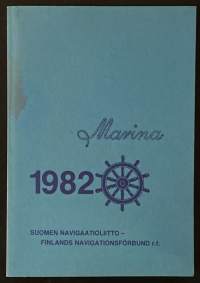 Marina
1982
SUOMEN NAVIGAATIOLIITTO –
FINLANDS NAVIGATIONSFÖRBUND r.f.